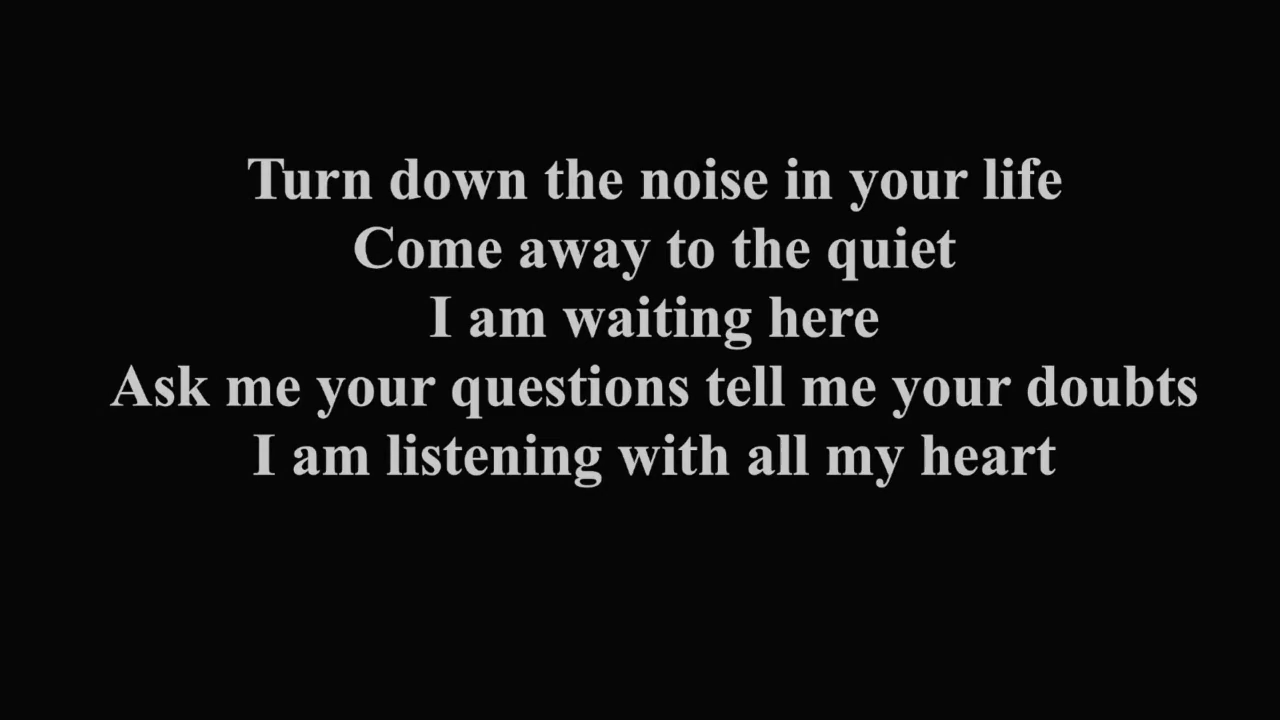 Turn down the noise in your life
Come away to the quiet
I am waiting here
Ask me your questions tell me your doubts
I am listening with all my heart